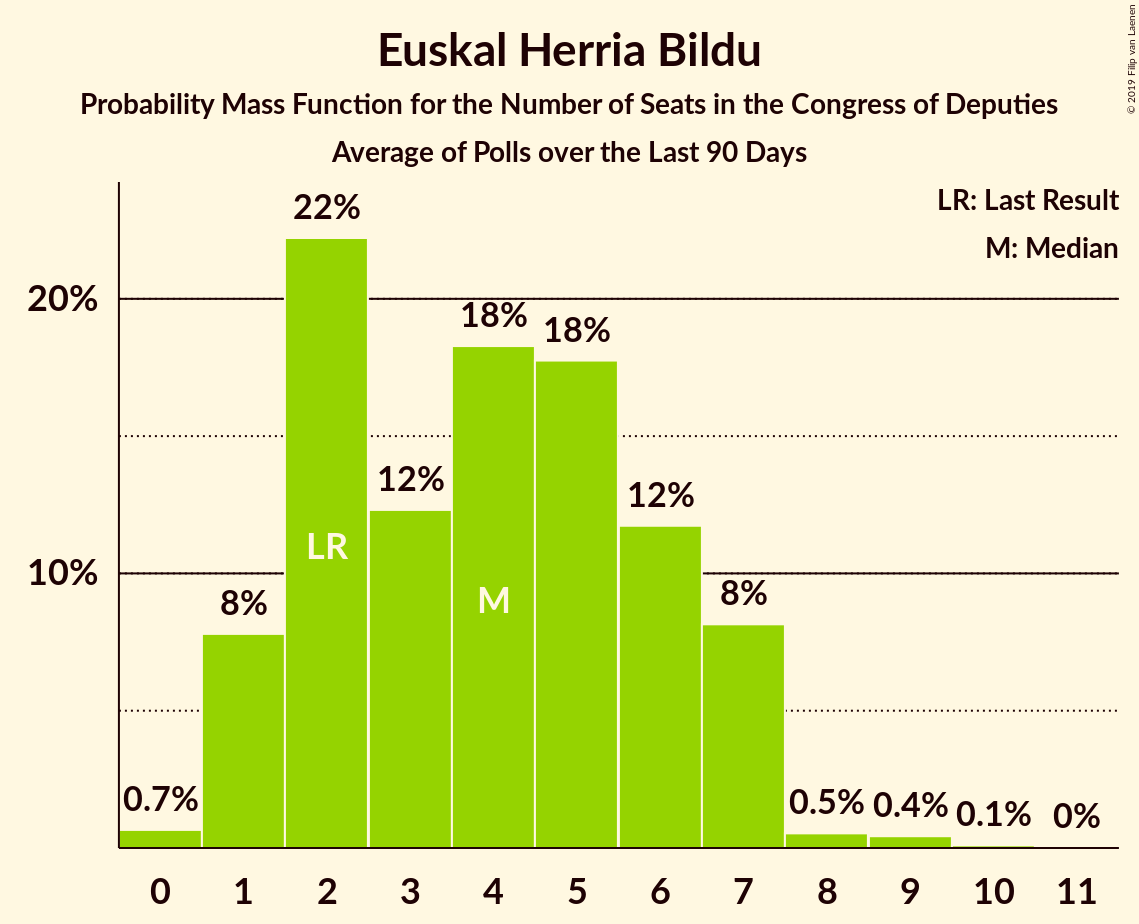 Euskal Herria Bildu
Probability Mass Function for the Number of Seats in the Congress of Deputies
Average of Polls over the Last 90 Days
© 2019 Filip van Laenen
LR: Last Result
M: Median
22%
20%
18%
18%
12%
12%
LR
10%
M
8%
8%
0.7%
0.5%
0.4%
0.1%
0%
0 1 2 3 4 5 6 7 8 9 10 11